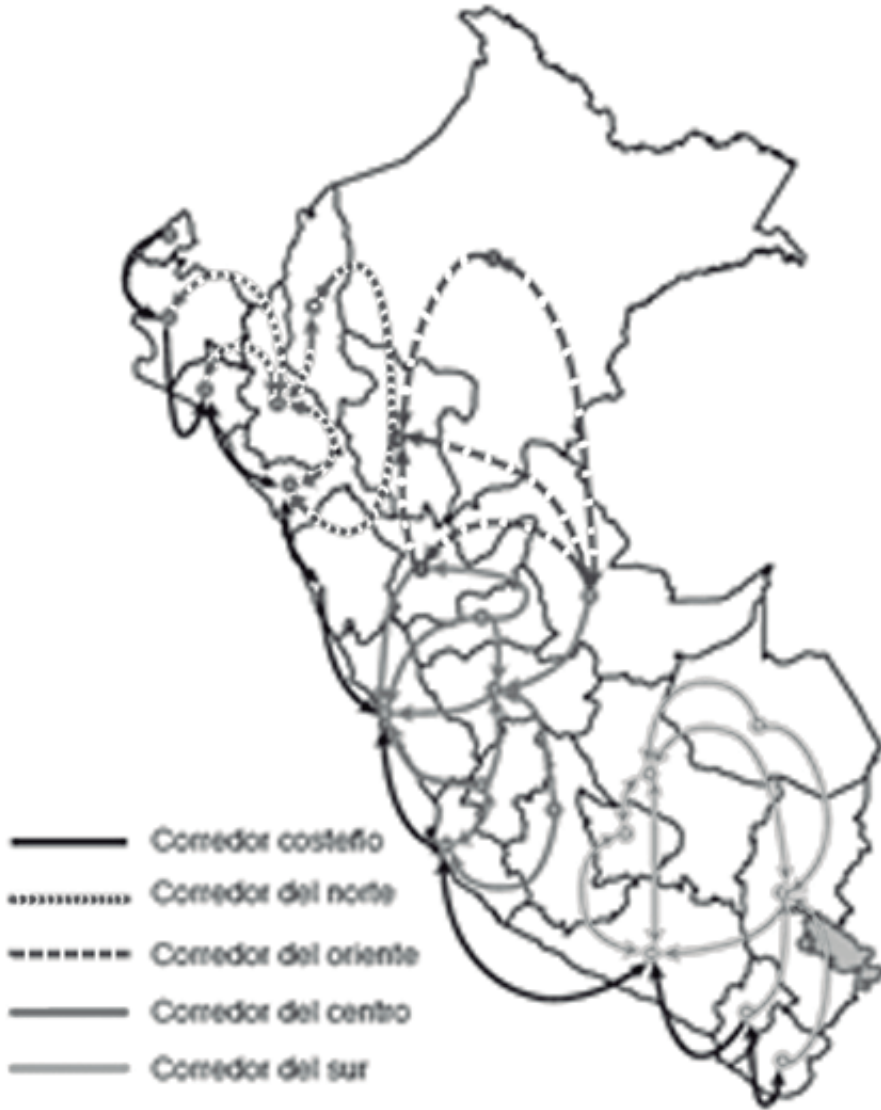 Corredor costeño
Corredor del norte
Corredor del oriente
Corredor del centro
Corredor del sur